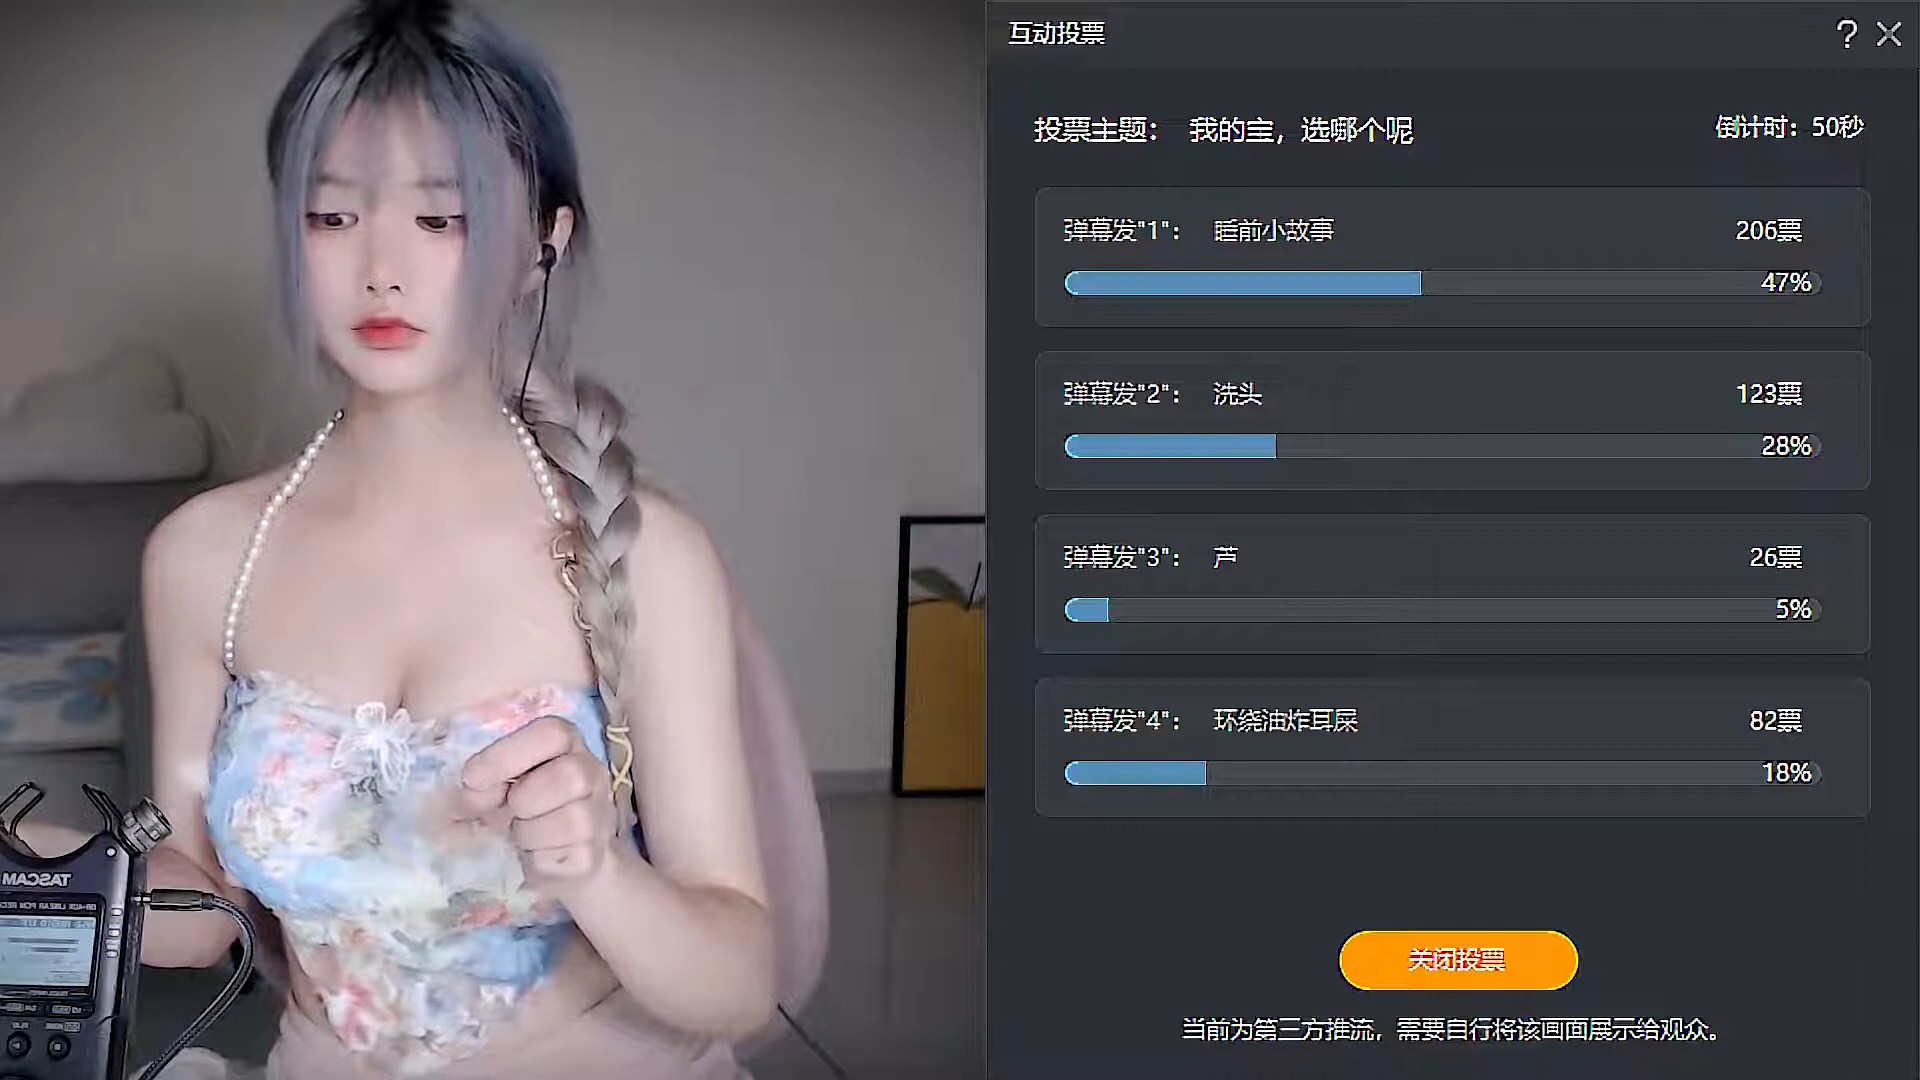 互动投票
投票主题： 我的宝，选哪个呢
倒计时：50秒
弹幕发"1"： 睡前小故事 206票
47%
弹幕发"2"： 洗头 123票
28%
弹幕发"3"： 芦 26票
5%
弹幕发"4"： 环绕油炸耳屎 82票
18%
关闭投票
当前为第三方推流，需要自行将该画面展示给观众。
TASCAM